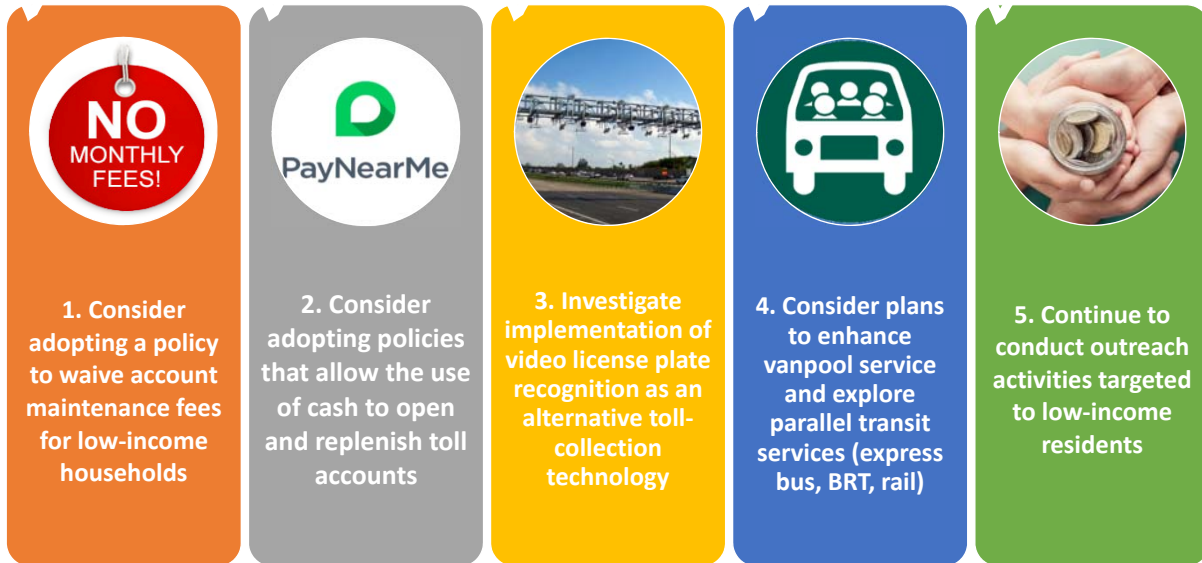 NO
MONTHLY
FEES!
1. Consider
adopting a policy
to waive account
maintenance fees
for low-income
households
PayNearMe
2. Consider
adopting policies
that allow the use
of cash to open
and replenish toll
accounts
3. Investigate
implementation of
video license plate
recognition as an
alternative toll-
collection
technology
4. Consider plans
to enhance
vanpool service
and explore
parallel transit
services (express
bus, BRT, rail)
5. Continue to
conduct outreach
activities targeted
to low-income
residents